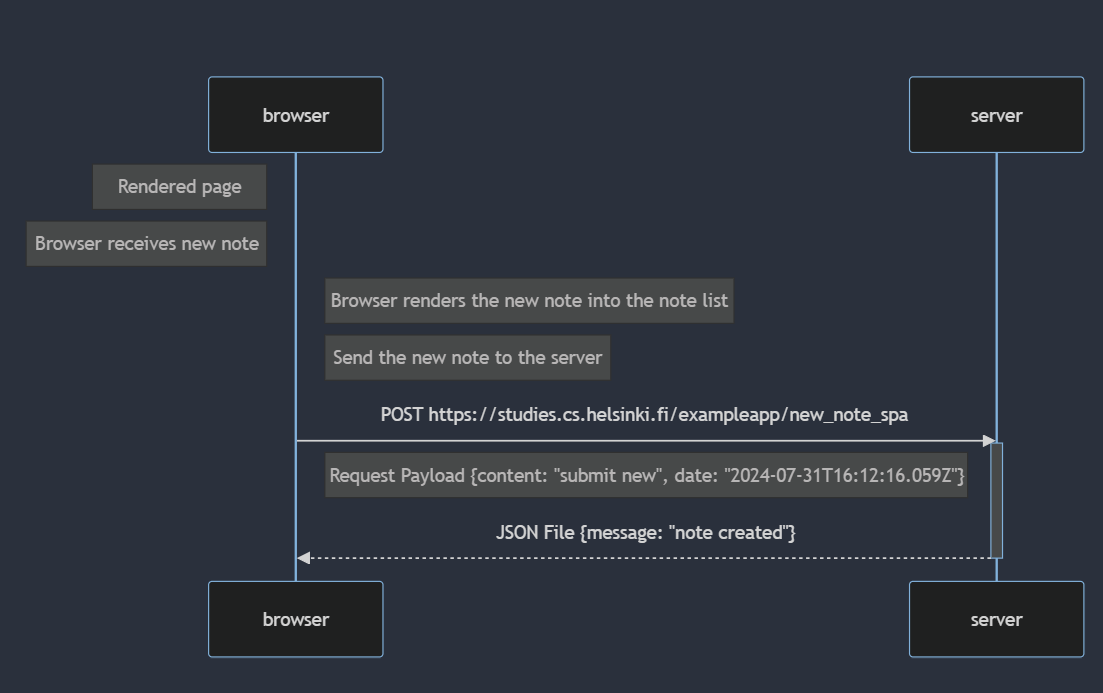 browser
server
Rendered page
Browser receives new note
Browser renders the new note into the note list
Send the new note to the server
POST https://studies.cs.helsinki.fi/exampleapp/new_note_spa
Request Payload {content: "submit new", date: "2024-07-31T16:12:16.059Z"}
JSON File {message: "note created"}
browser
server